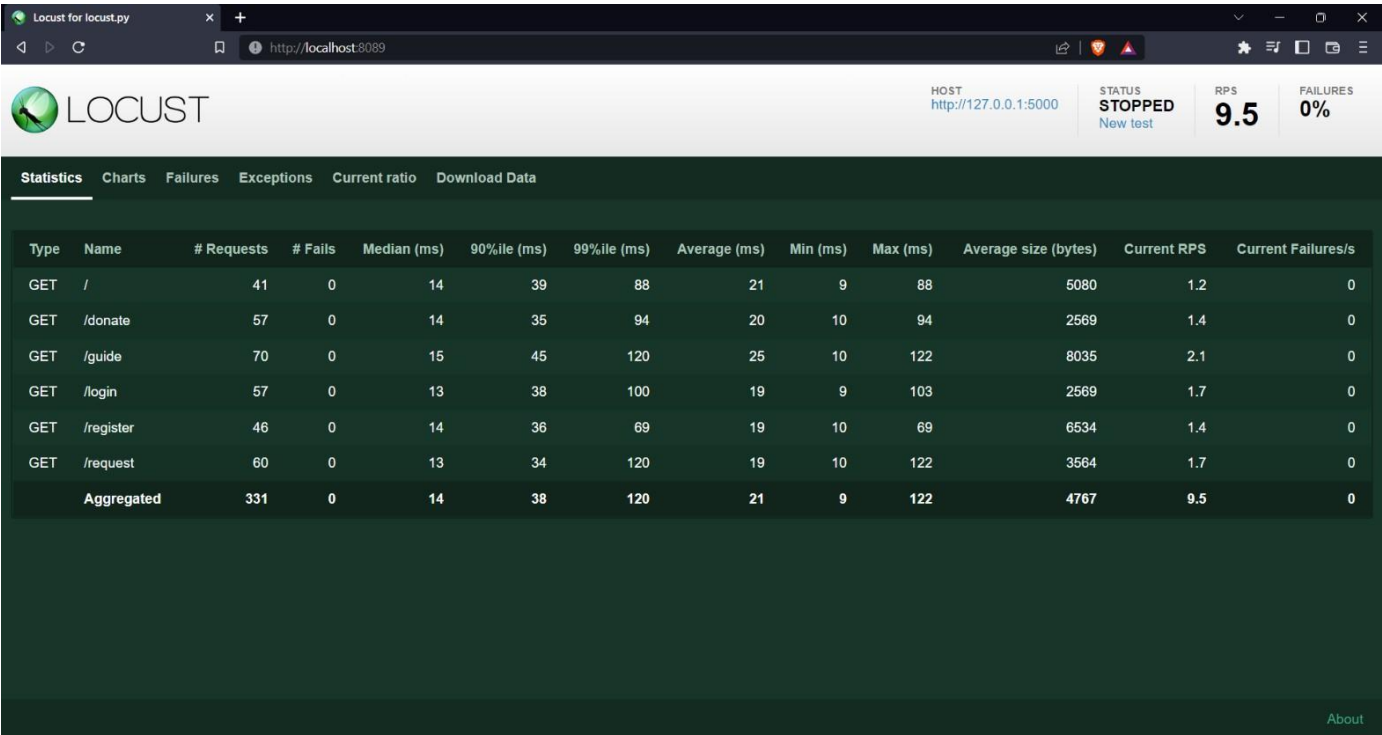 Locust for locust.py
http://localhost:8089
LOCUST
HOST
http://127.0.0.1:5000
STATUS
STOPPED
New test
RPS
9.5
FAILURES
0%
Statistics Charts Failures Exceptions Current ratio Download Data
Type Name # Requests # Fails Median (ms) 90%ile (ms) 99%ile (ms) Average (ms) Min (ms) Max (ms) Average size (bytes) Current RPS Current Failures/s
GET / 41 0 14 39 88 21 9 88 5080 1.2 0
GET /donate 57 0 14 35 94 20 10 94 2569 1.4 0
GET /guide 70 0 15 45 120 25 10 122 8035 2.1 0
GET /login 57 0 13 38 100 19 9 103 2569 1.7 0
GET /register 46 0 14 36 69 19 10 69 6534 1.4 0
GET /request 60 0 13 34 120 19 10 122 3564 1.7 0
Aggregated 331 0 14 38 120 21 9 122 4767 9.5 0
About